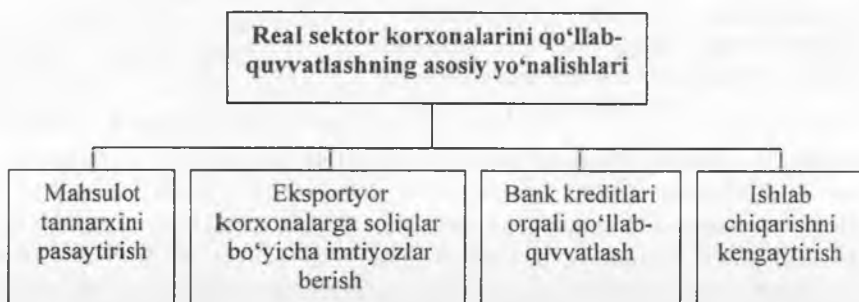 Real sektor korxonalarini qo‘llab-
quvvatlashning asosiy yo‘nalishlari
Mahsulot
tannarxini
pasaytirish
Eksportyor
korxonalarga soliqlar
bo‘yicha imtiyozlar
berish
Bank kreditlari
orqali qo‘llab-
quvvatlash
Ishlab
chiqarishni
kengaytirish